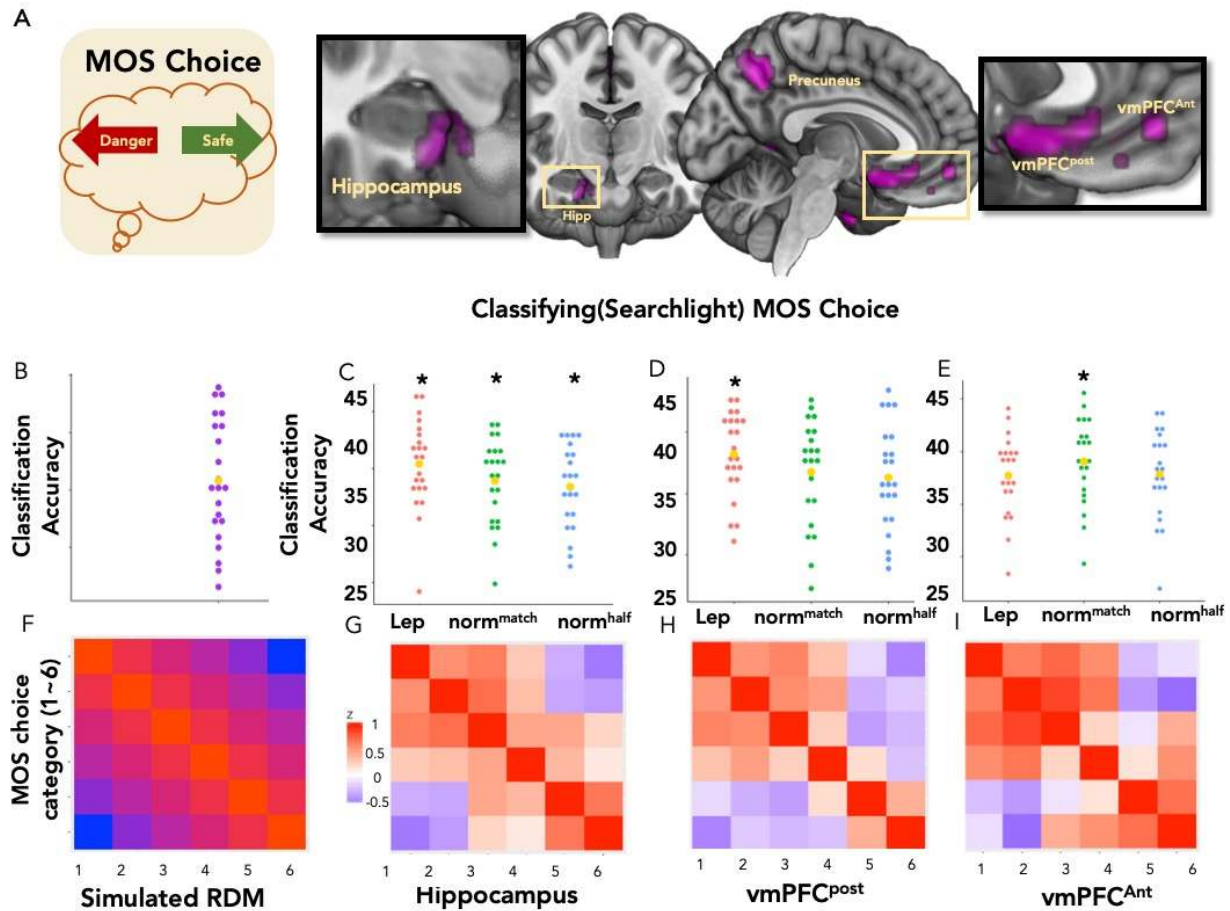 A
MOS Choice
Danger
Safe
Hippocampus
Hipp
Precuneus
vmPFC^Ant
vmPFC^post
Classifying(Searchlight) MOS Choice
B
Classification
Accuracy
C
Classification
Accuracy
45
40
35
30
25
* * *
Lep norm^match norm^half
D
45
40
35
30
25
*
Lep norm^match norm^half
E
45
40
35
30
25
*
Lep norm^match norm^half
F
MOS choice
category (1~6)
1 2 3 4 5 6
Simulated RDM
G
z
1
0.5
0
-0.5
1 2 3 4 5 6
Hippocampus
H
1 2 3 4 5 6
vmPFC^post
I
1 2 3 4 5 6
vmPFC^Ant